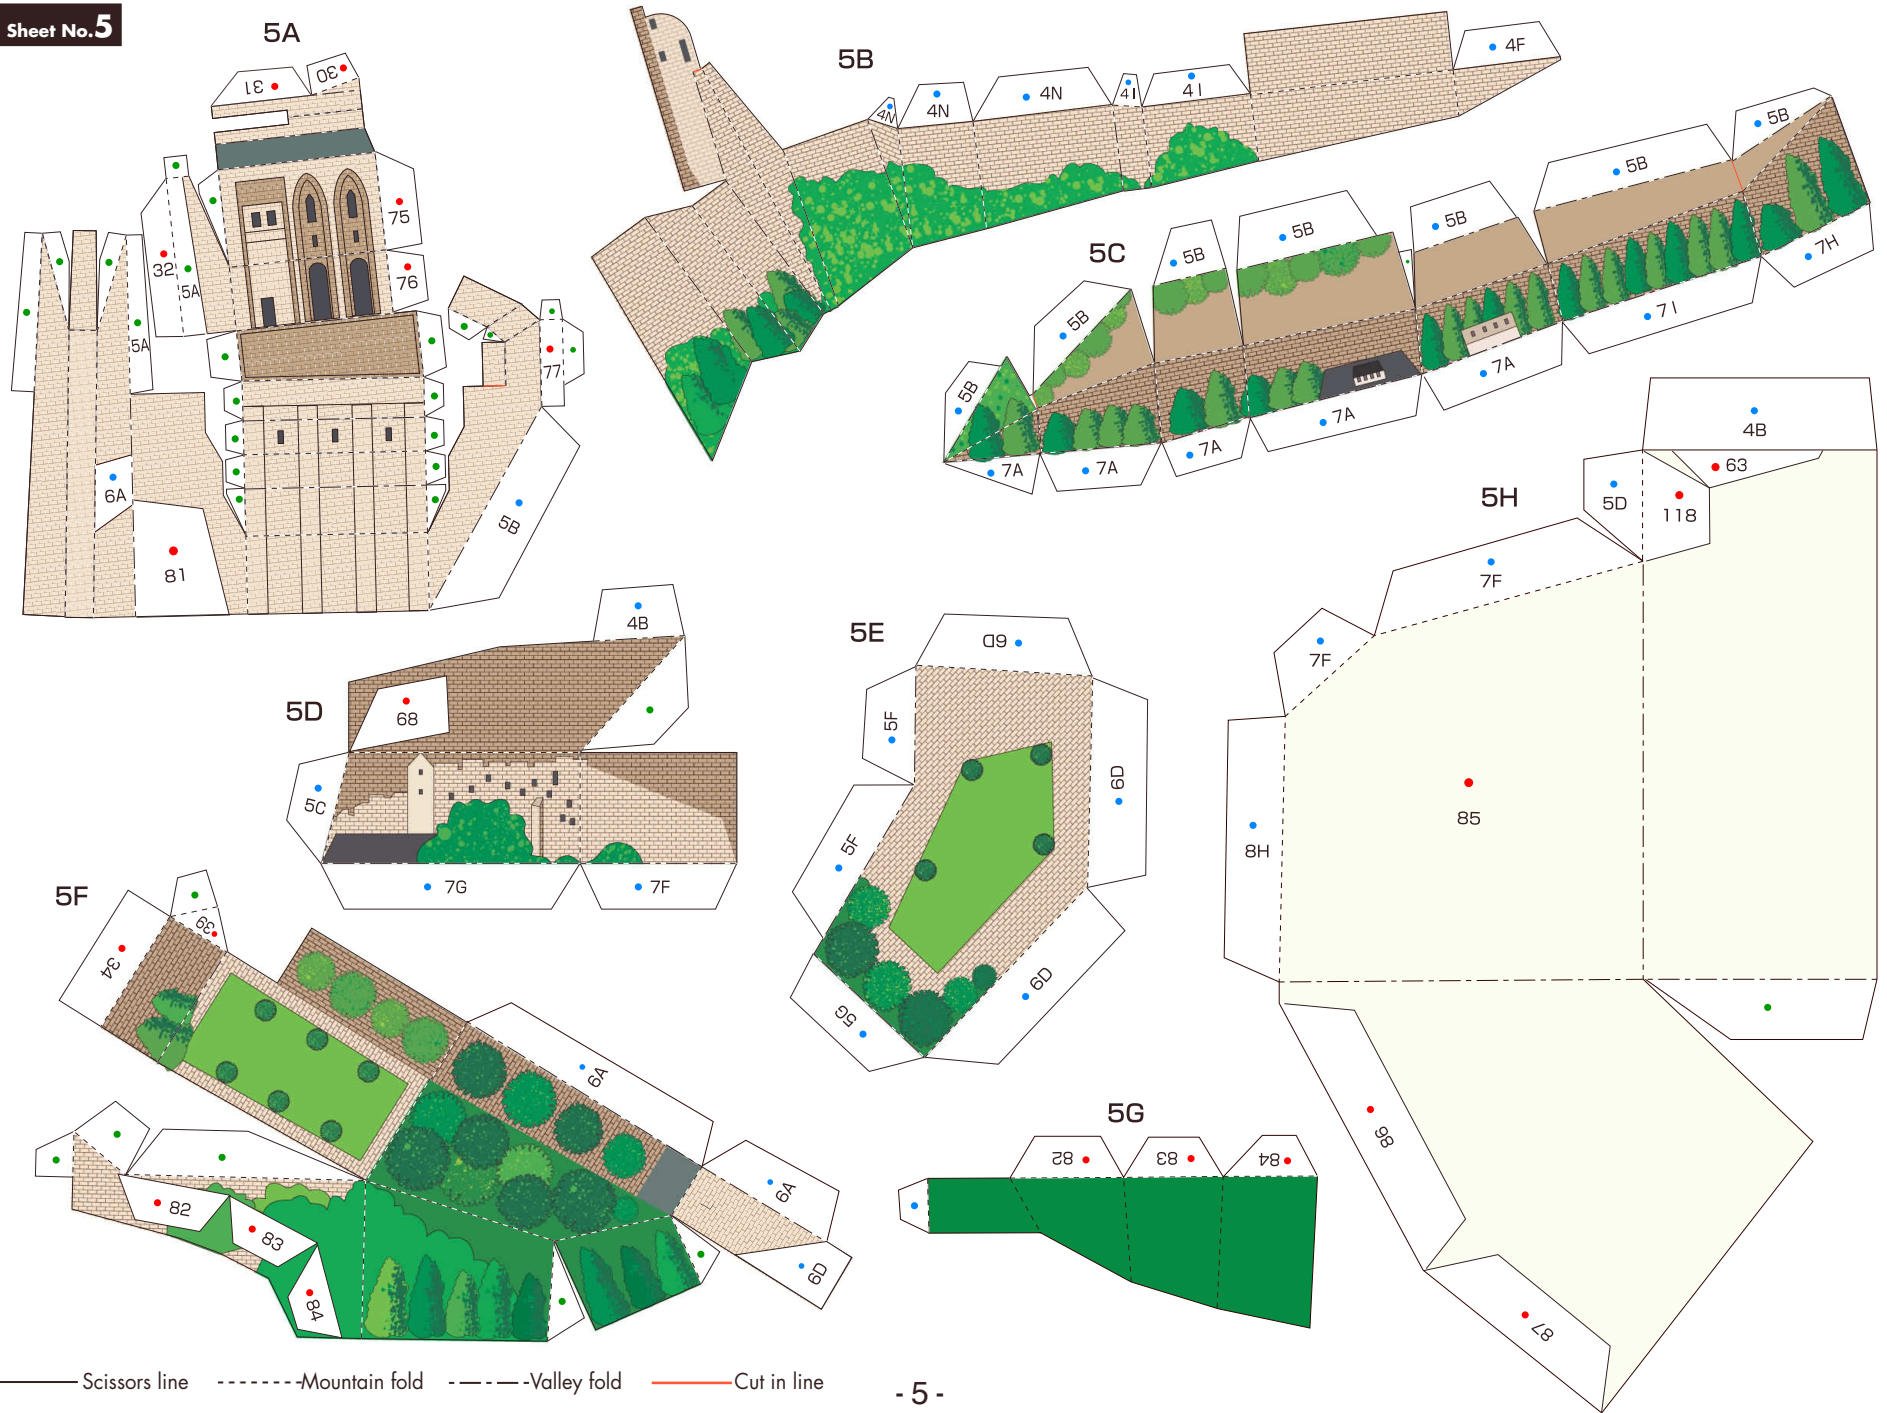 Sheet No.5
5A
31
30
75
76
32
5A
5A
77
6A
81
5B
5B
4N
4N
4N
4I
4I
4F
5C
5B
5B
5B
5B
5B
5B
5B
7A
7A
7A
7A
7A
7I
7H
5D
4B
68
5C
7G
7F
5E
6D
5F
5F
6D
6D
5G
5F
34
39
6A
6A
6D
82
83
84
5G
82
83
84
5H
4B
63
5D
118
7F
7F
8H
85
86
87
Scissors line
Mountain fold
Valley fold
Cut in line
- 5 -